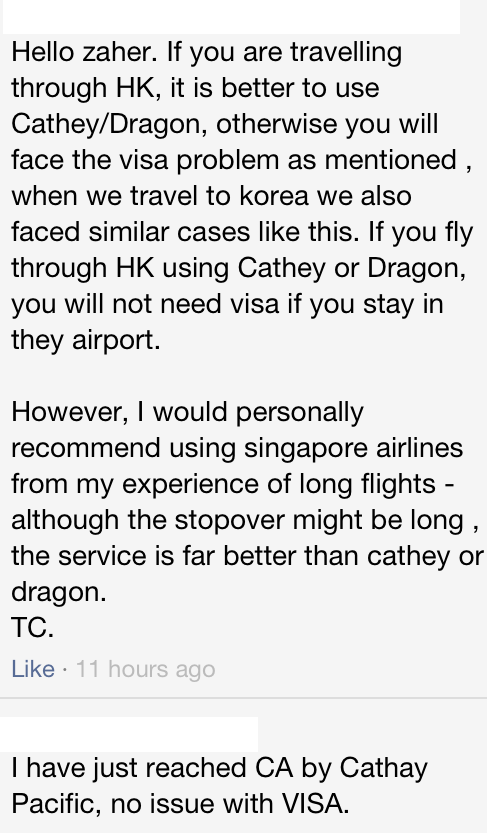 Hello zaher. If you are travelling
through HK, it is better to use
Cathey/Dragon, otherwise you will
face the visa problem as mentioned ,
when we travel to korea we also
faced similar cases like this. If you fly
through HK using Cathey or Dragon,
you will not need visa if you stay in
they airport.
However, I would personally
recommend using singapore airlines
from my experience of long flights -
although the stopover might be long ,
the service is far better than cathey or
dragon.
TC.
Like · 11 hours ago
I have just reached CA by Cathay
Pacific, no issue with VISA.